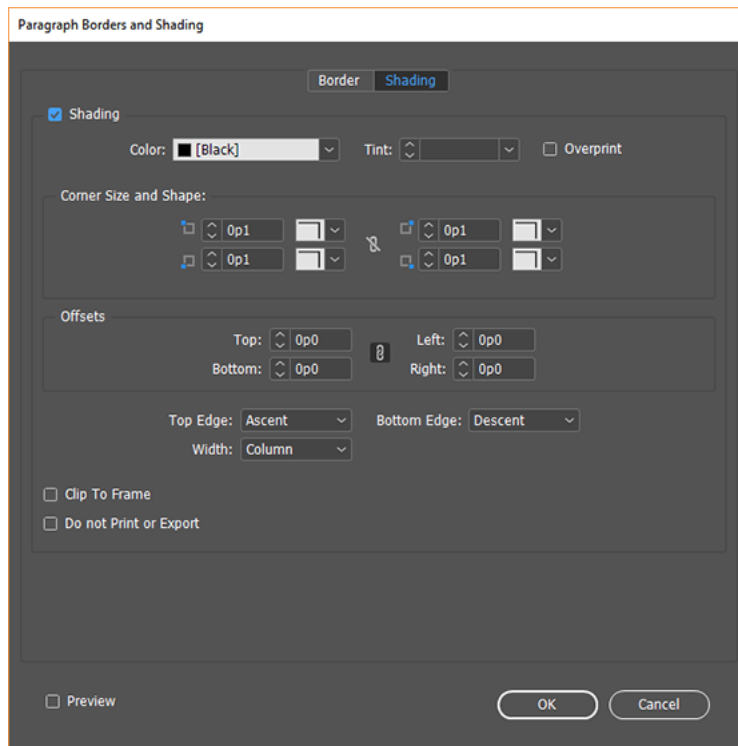 Paragraph Borders and Shading
Border Shading
Shading
Color: [Black] Tint: Overprint
Corner Size and Shape:
0p1 0p1
0p1 0p1
Offsets
Top: 0p0 Left: 0p0
Bottom: 0p0 Right: 0p0
Top Edge: Ascent Bottom Edge: Descent
Width: Column
Clip To Frame
Do not Print or Export
Preview OK Cancel